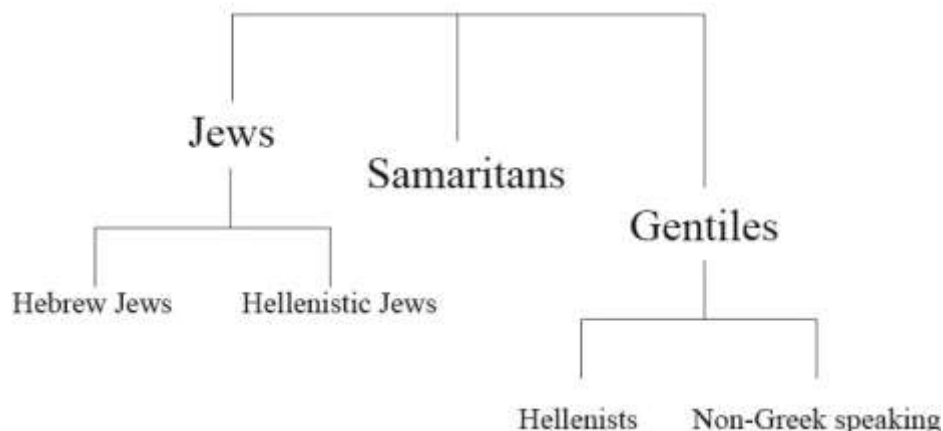 Jews
Samaritans
Gentiles
Hebrew Jews
Hellenistic Jews
Hellenists
Non-Greek speaking